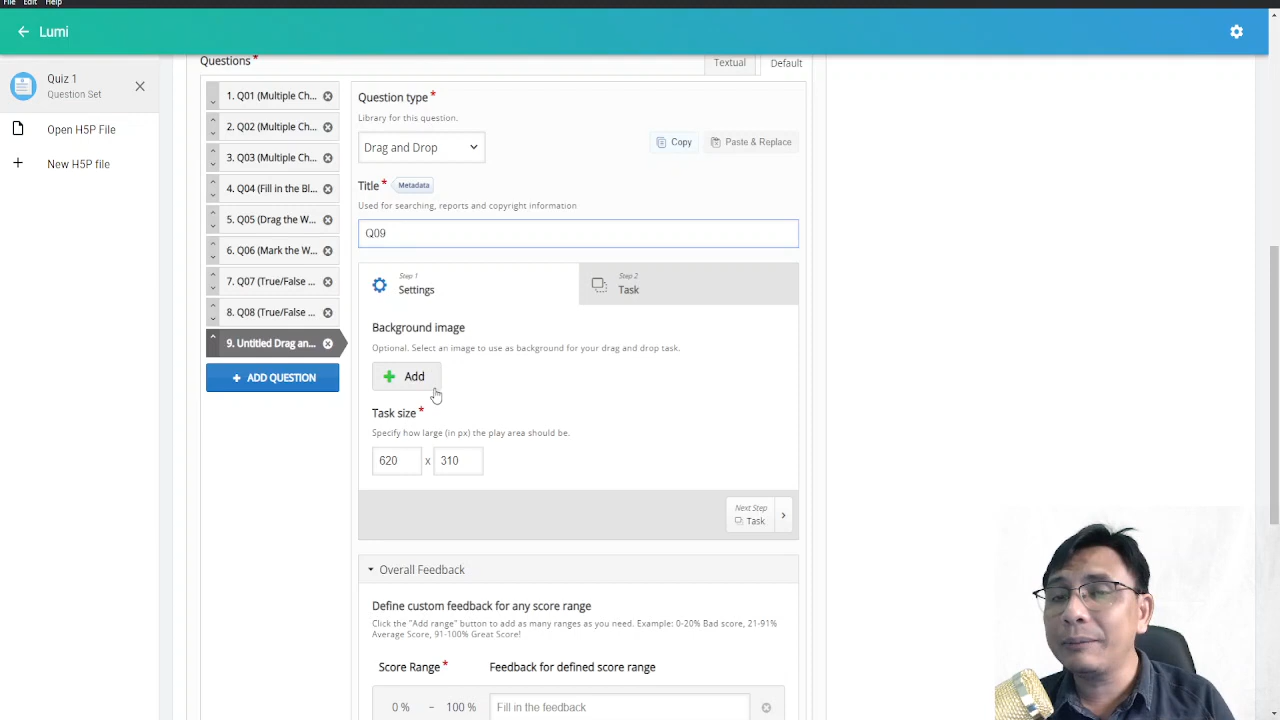 File Edit Help
Lumi
Quiz 1
Question Set
Open H5P File
New H5P file
Questions*
Textual
Default
1. Q01 (Multiple Ch...
2. Q02 (Multiple Ch...
3. Q03 (Multiple Ch...
4. Q04 (Fill in the Bl...
5. Q05 (Drag the W...
6. Q06 (Mark the W...
7. Q07 (True/False ...
8. Q08 (True/False ...
9. Untitled Drag an...
+ ADD QUESTION
Question type*
Library for this question.
Drag and Drop
Copy
Paste & Replace
Title* Metadata
Used for searching, reports and copyright information
Q09
Step 1
Settings
Step 2
Task
Background image
Optional. Select an image to use as background for your drag and drop task.
Add
Task size*
Specify how large (in px) the play area should be.
620 x 310
Next Step
Task
Overall Feedback
Define custom feedback for any score range
Click the "Add range" button to add as many ranges as you need. Example: 0-20% Bad score, 21-91%
Average Score, 91-100% Great Score!
Score Range* Feedback for defined score range
0 % - 100 % Fill in the feedback